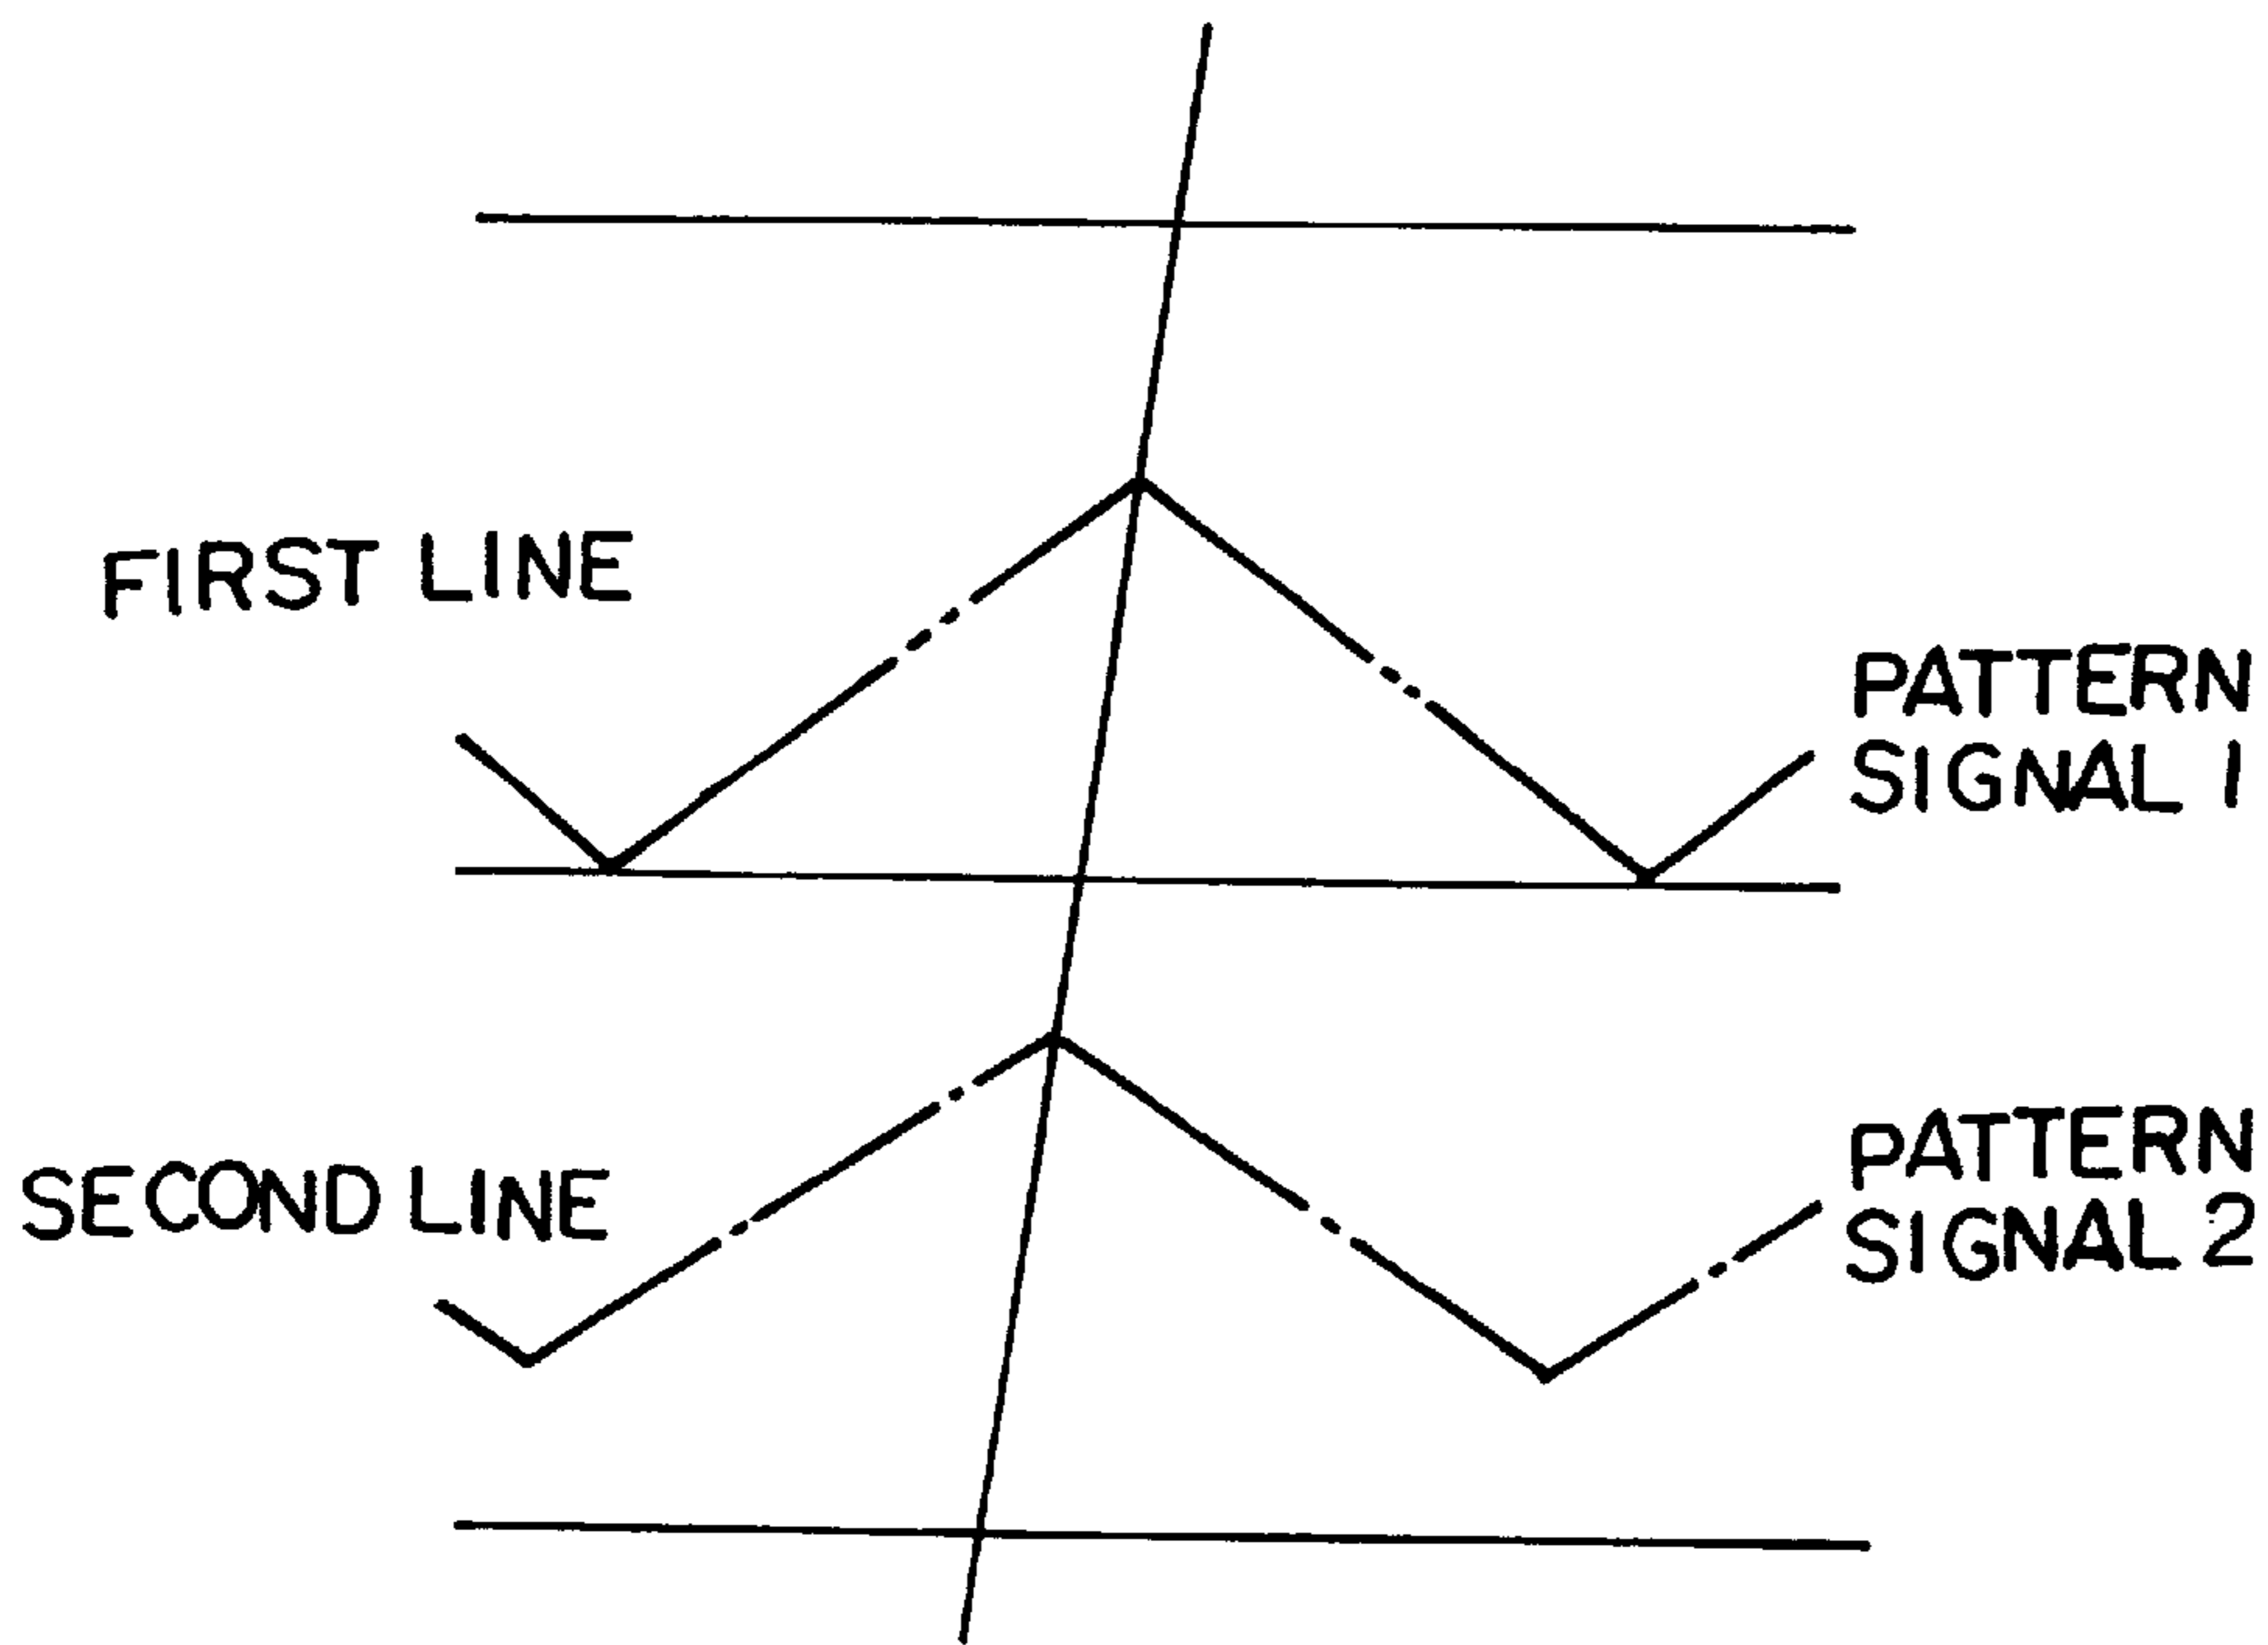 FIRST LINE
PATTERN
SIGNAL 1
SECOND LINE
PATTERN
SIGNAL 2